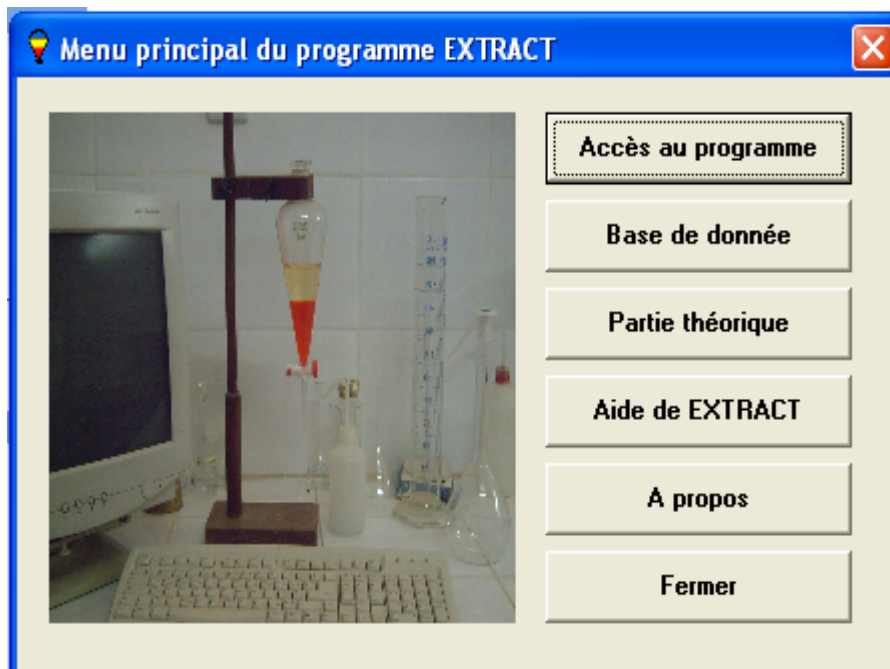 Menu principal du programme EXTRACT
Accès au programme
Base de donnée
Partie théorique
Aide de EXTRACT
A propos
Fermer